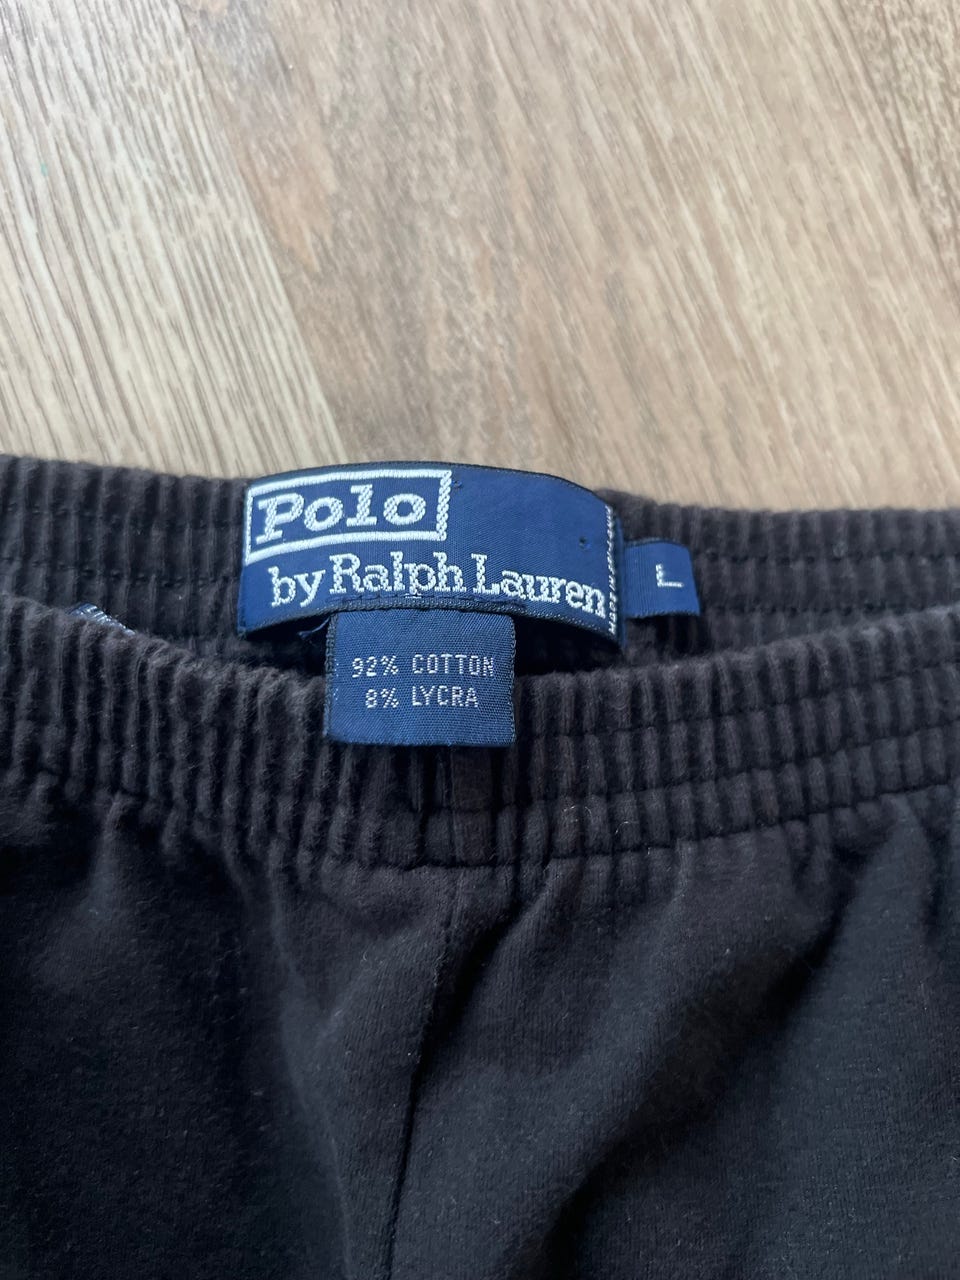 Polo
by Ralph Lauren
L
92% COTTON
8% LYCRA